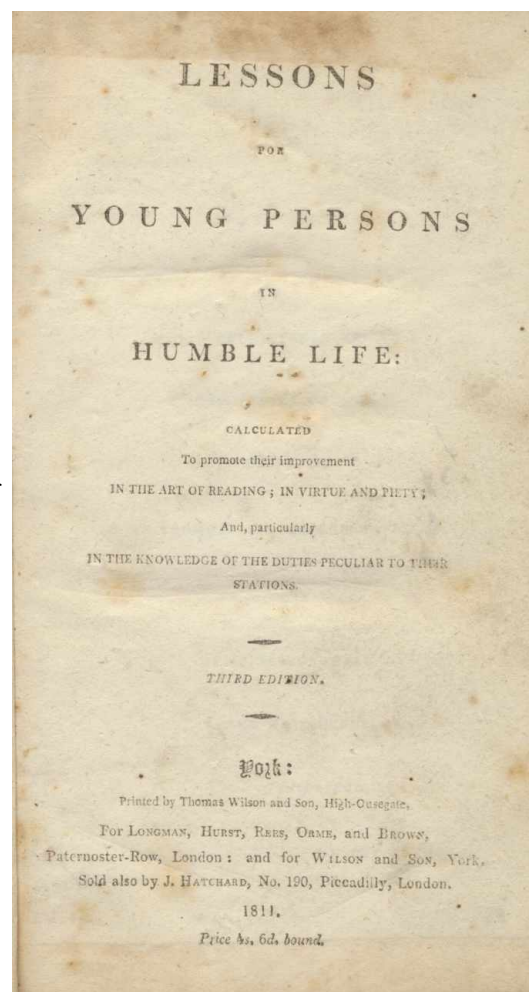 LESSONS
FOR
YOUNG PERSONS
IN
HUMBLE LIFE:
CALCULATED
To promote their improvement
IN THE ART OF READING; IN VIRTUE AND PIETY;
And, particularly
IN THE KNOWLEDGE OF THE DUTIES PECULIAR TO THEIR
STATIONS.
THIRD EDITION.
York:
Printed by Thomas Wilson and Son, High-Ousegate,
For LONGMAN, HURST, REES, ORME, and BROWN,
Paternoster-Row, London: and for WILSON and SON, York.
Sold also by J. HATCHARD, No. 190, Piccadilly, London.
1811.
Price 4s. 6d. bound.